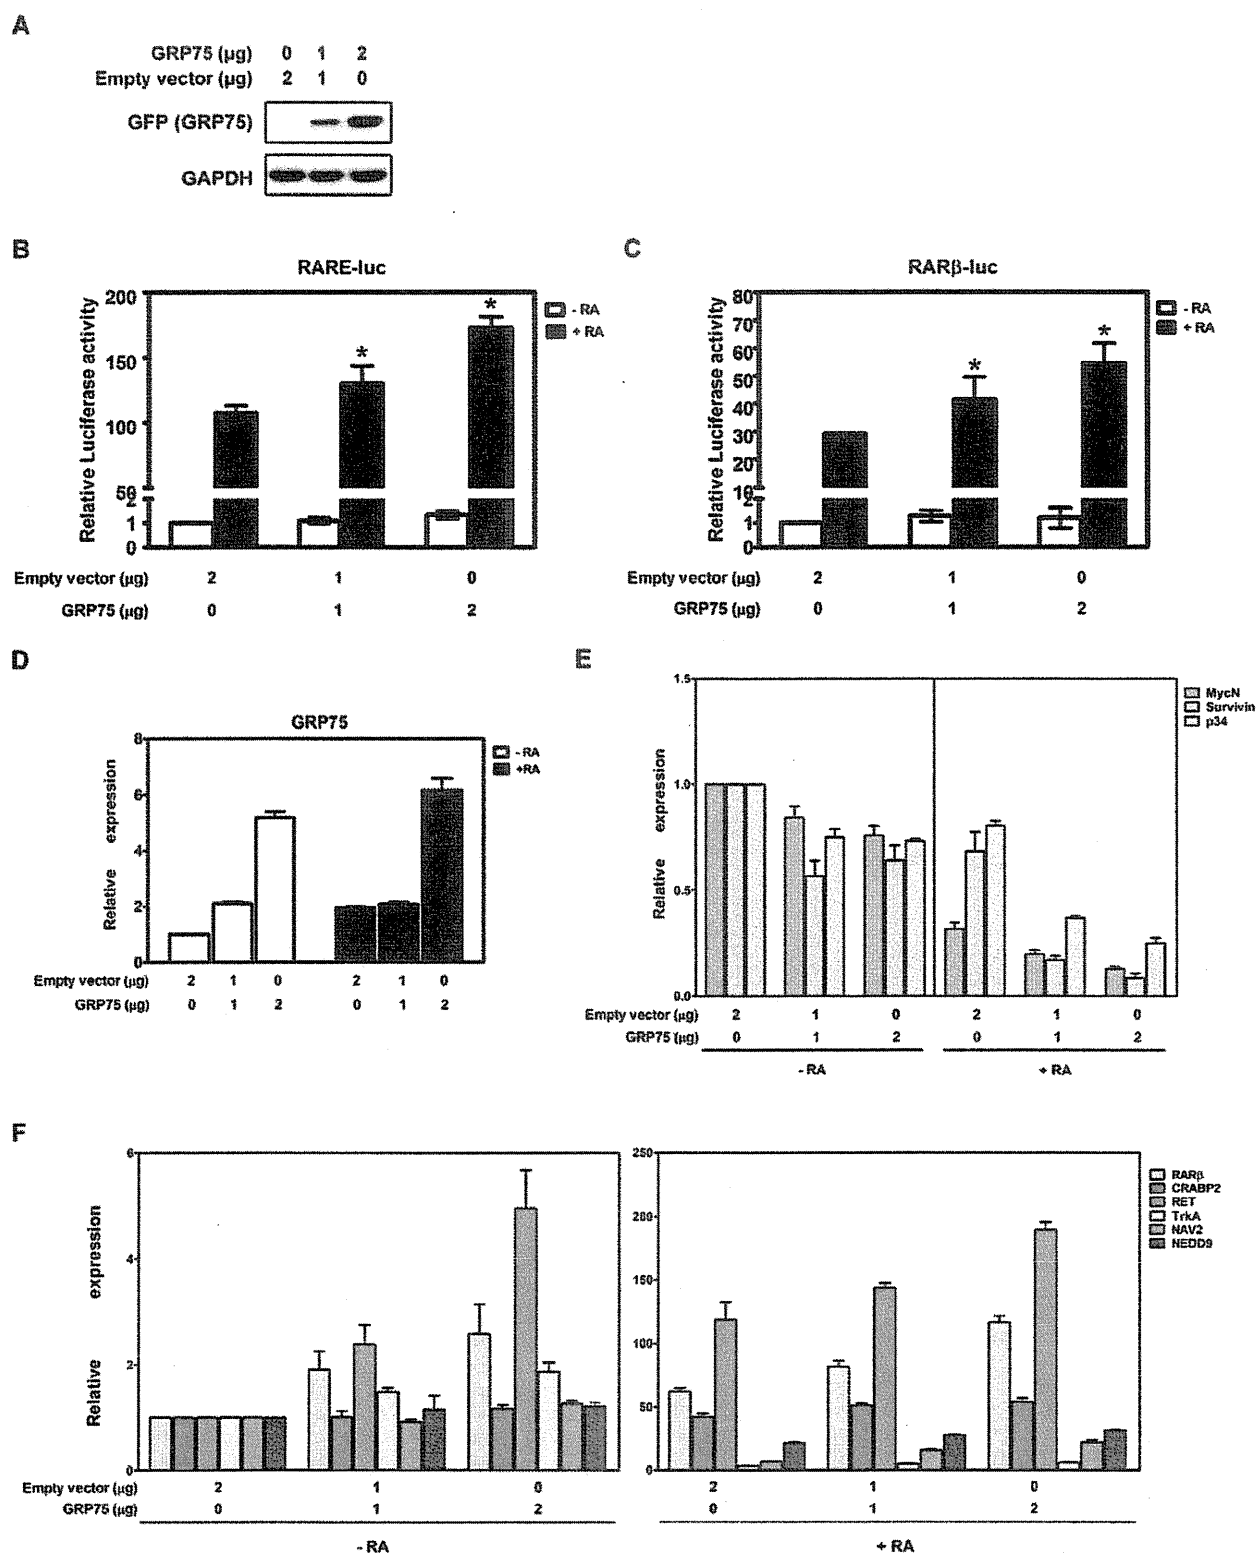 A
GRP75 (µg) 0 1 2
Empty vector (µg) 2 1 0
GFP (GRP75)
GAPDH
B
RARE-luc
Relative Luciferase activity
200
150
100
50
2
1
0
- RA
+ RA
*
*
Empty vector (µg) 2 1 0
GRP75 (µg) 0 1 2
C
RARβ-luc
Relative Luciferase activity
80
70
60
50
40
30
20
10
2
1
0
- RA
+ RA
*
*
Empty vector (µg) 2 1 0
GRP75 (µg) 0 1 2
D
GRP75
Relative expression
8
6
4
2
0
- RA
+RA
Empty vector (µg) 2 1 0 2 1 0
GRP75 (µg) 0 1 2 0 1 2
E
Relative expression
1.5
1.0
0.5
0.0
MycN
Survivin
p34
Empty vector (µg) 2 1 0 2 1 0
GRP75 (µg) 0 1 2 0 1 2
- RA + RA
F
Relative expression
6
4
2
0
250
200
150
100
50
0
RARβ
CRABP2
RET
TrkA
NAV2
NEDD9
Empty vector (µg) 2 1 0 2 1 0
GRP75 (µg) 0 1 2 0 1 2
- RA + RA